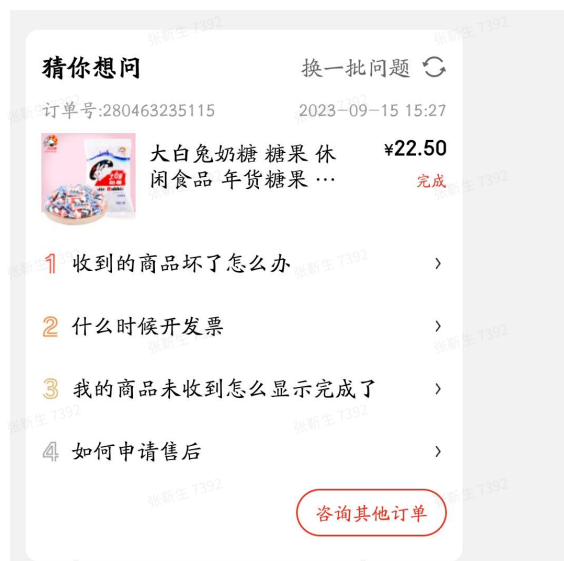 猜你想问 换一批问题
订单号:280463235115 2023-09-15 15:27
大白兔奶糖 糖果 休 ¥22.50
闲食品 年货糖果 … 完成
1 收到的商品坏了怎么办
2 什么时候开发票
3 我的商品未收到怎么显示完成了
4 如何申请售后
咨询其他订单
张新生 7392